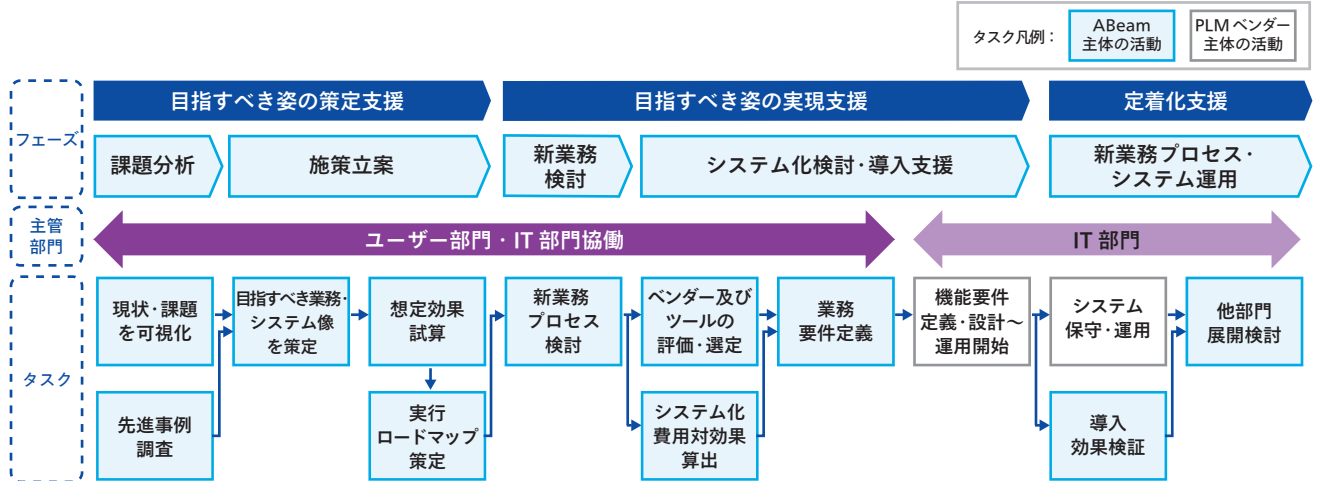 タスク凡例：
ABeam
主体の活動
PLM ベンダー
主体の活動
フェーズ
目指すべき姿の策定支援
目指すべき姿の実現支援
定着化支援
課題分析
施策立案
新業務
検討
システム化検討・導入支援
新業務プロセス・
システム運用
主管
部門
ユーザー部門・IT 部門協働
IT 部門
タスク
現状・課題
を可視化
目指すべき業務・
システム像
を策定
想定効果
試算
新業務
プロセス
検討
ベンダー及び
ツールの
評価・選定
業務
要件定義
機能要件
定義・設計～
運用開始
システム
保守・運用
他部門
展開検討
先進事例
調査
実行
ロードマップ
策定
システム化
費用対効果
算出
導入
効果検証